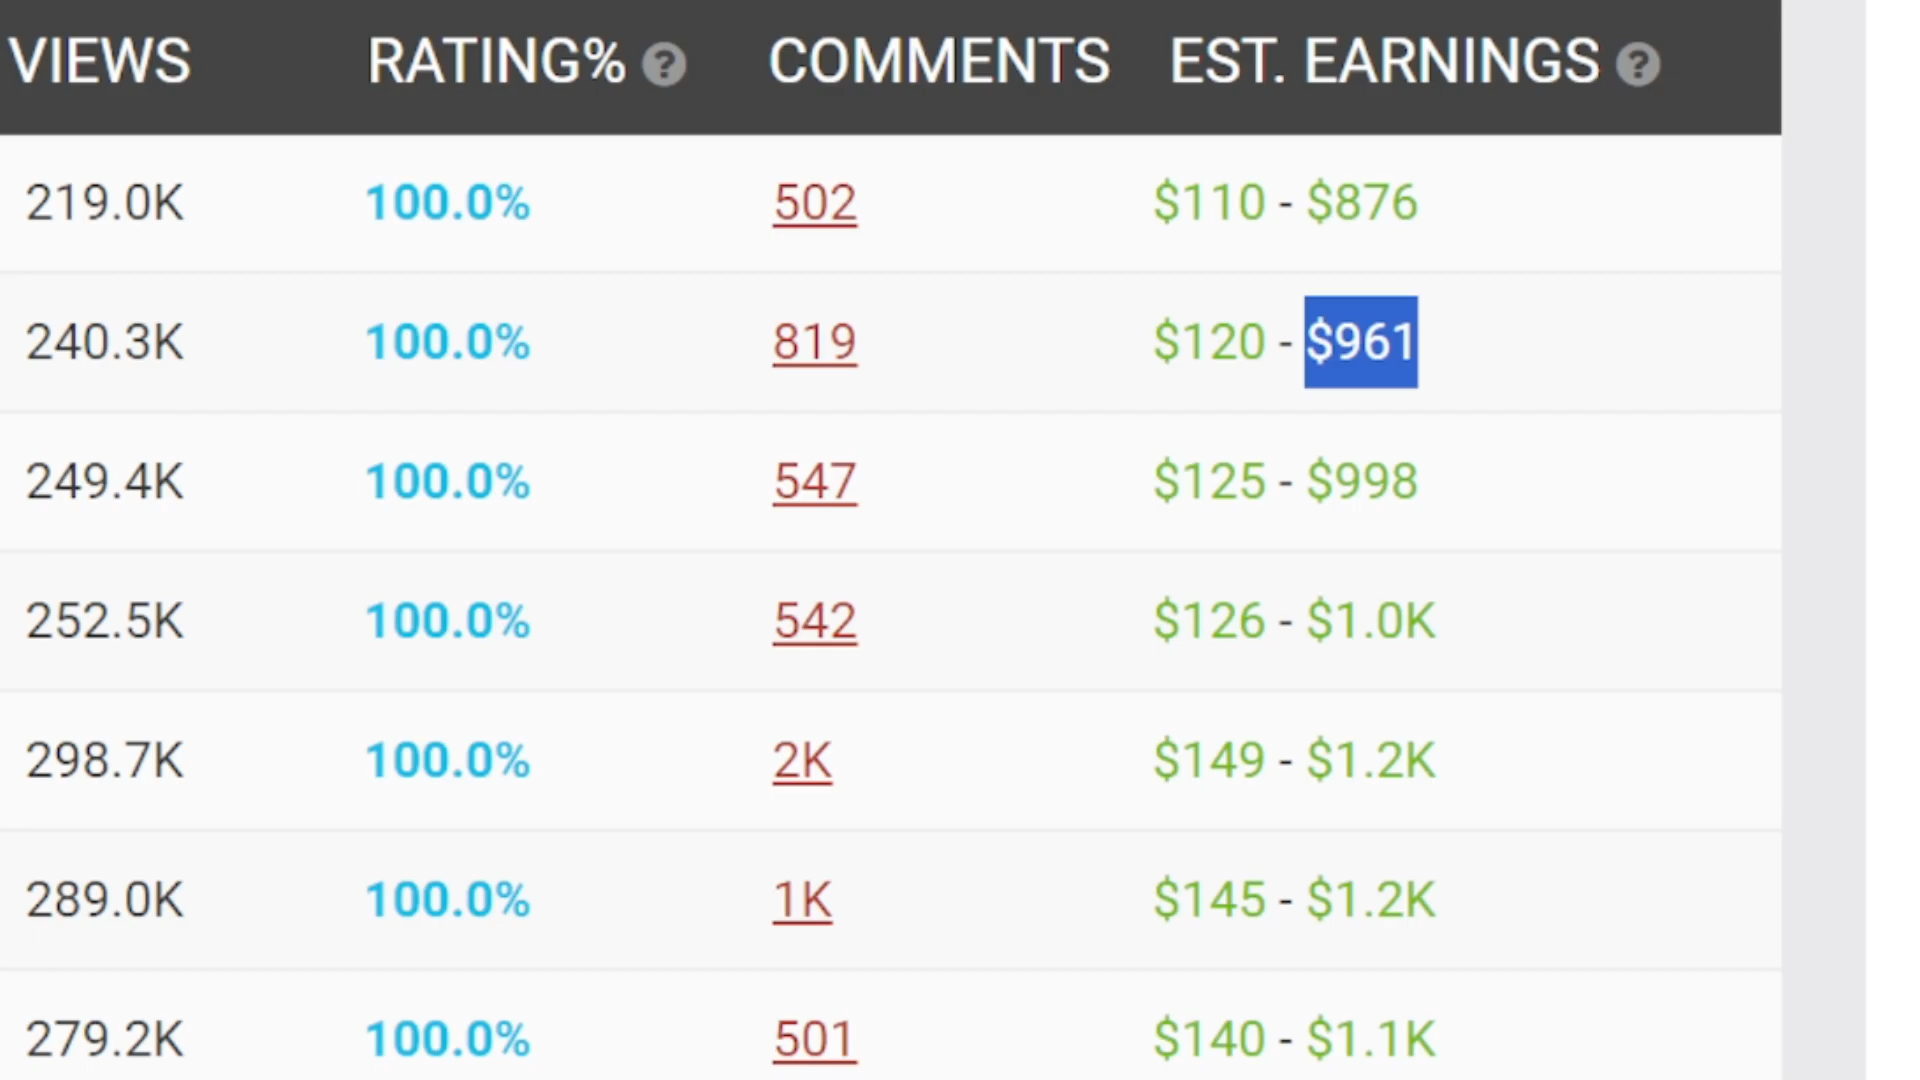 VIEWS RATING% ? COMMENTS EST. EARNINGS ?
219.0K 100.0% 502 $110 - $876
240.3K 100.0% 819 $120 - $961
249.4K 100.0% 547 $125 - $998
252.5K 100.0% 542 $126 - $1.0K
298.7K 100.0% 2K $149 - $1.2K
289.0K 100.0% 1K $145 - $1.2K
279.2K 100.0% 501 $140 - $1.1K